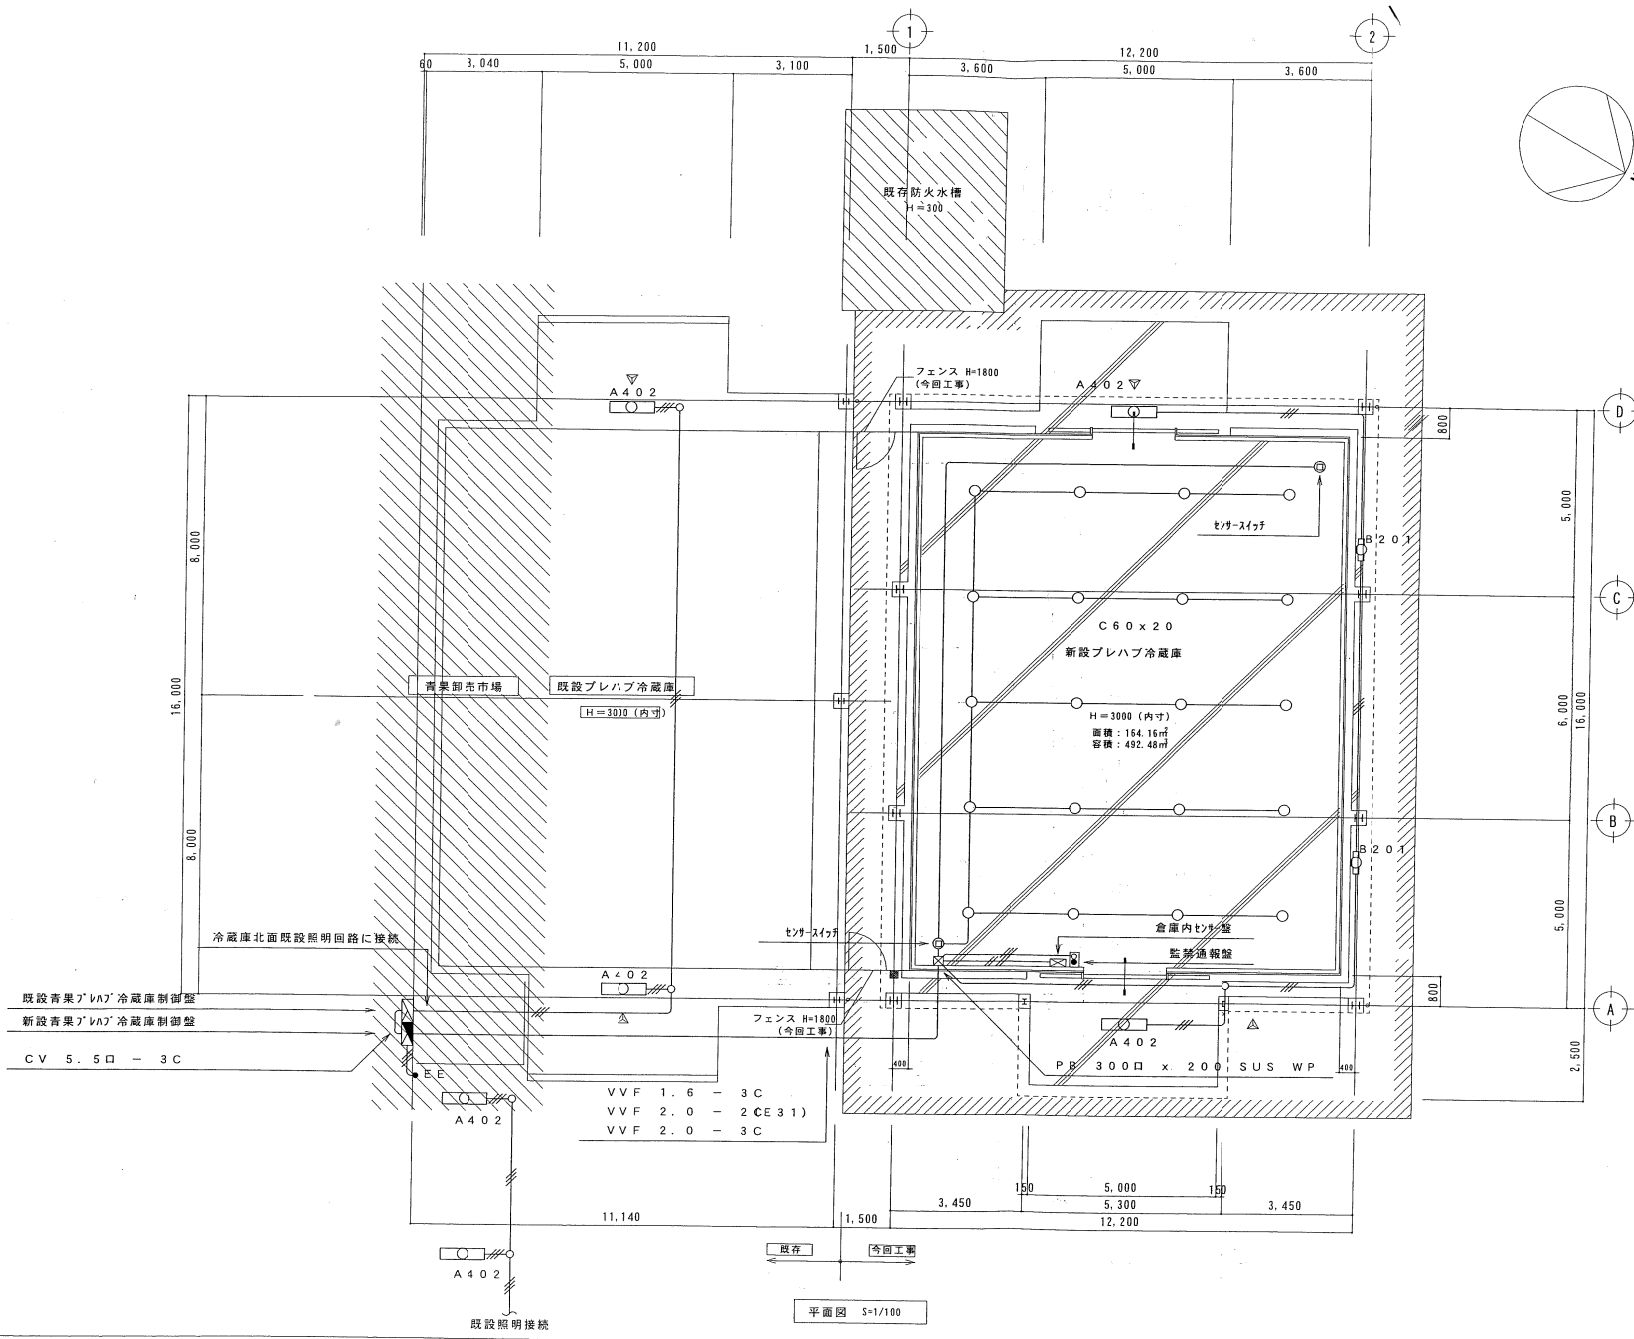 1
2
11,200
1,500
12,200
60
3,040
5,000
3,100
3,600
5,000
3,600
既存防火水槽
H=300
フェンス H=1800
(今回工事)
A402
A402
D
800
8,000
5,000
センサースイッチ
B201
C
C60x20
新設プレハブ冷蔵庫
青果卸売市場
既設プレハブ冷蔵庫
H=3000 (内寸)
16,000
H=3000 (内寸)
面積:164.16㎡
容積:492.48㎥
6,000
16,000
B
8,000
B201
5,000
冷蔵庫北面既設照明回路に接続
センサースイッチ
倉庫内センサー盤
監禁通報盤
A402
800
既設青果プレハブ冷蔵庫制御盤
新設青果プレハブ冷蔵庫制御盤
フェンス H=1800
(今回工事)
A
A402
CV 5.5口 - 3C
400
PB 300口 x 200 SUS WP
400
2,500
EE
A402
VVF 1.6 - 3C
VVF 2.0 - 2C(E31)
VVF 2.0 - 3C
150
5,000
150
3,450
5,300
3,450
11,140
1,500
12,200
既存
今回工事
A402
平面図 S=1/100
既設照明接続